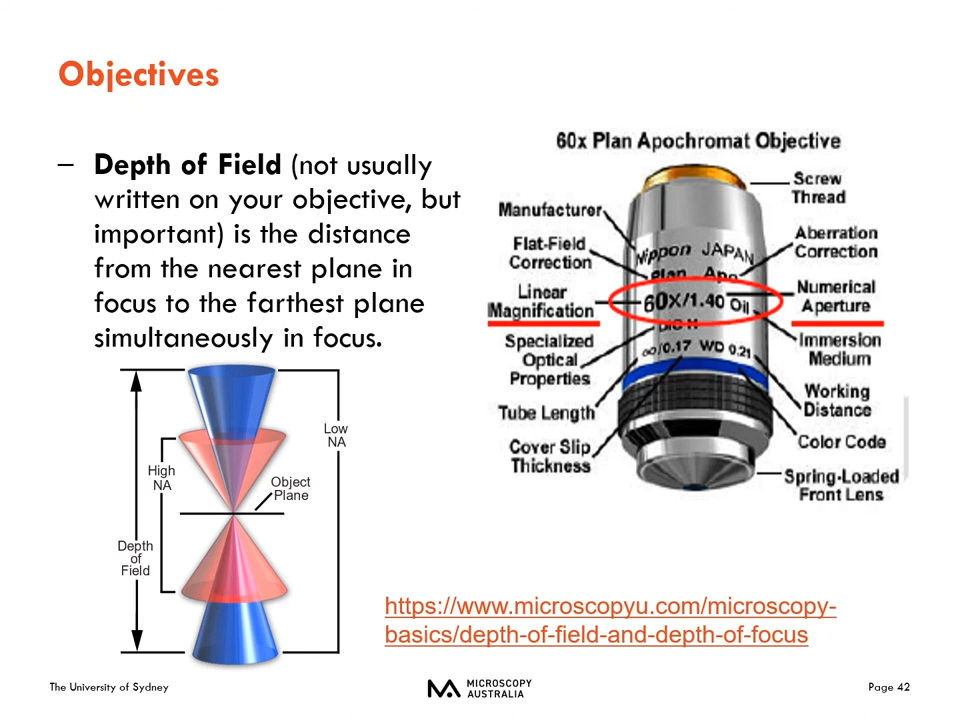 Objectives
– Depth of Field (not usually
written on your objective, but
important) is the distance
from the nearest plane in
focus to the farthest plane
simultaneously in focus.
Depth
of
Field
High
NA
Low
NA
Object
Plane
60x Plan Apochromat Objective
Manufacturer
Flat-Field
Correction
Linear
Magnification
Specialized
Optical
Properties
Tube Length
Cover Slip
Thickness
Nippon JAPAN
Plan Apo
60X/1.40 Oil
DIC H
∞/0.17 WD 0.21
Screw
Thread
Aberration
Correction
Numerical
Aperture
Immersion
Medium
Working
Distance
Color Code
Spring-Loaded
Front Lens
https://www.microscopyu.com/microscopy-
basics/depth-of-field-and-depth-of-focus
The University of Sydney
MICROSCOPY
AUSTRALIA
Page 42